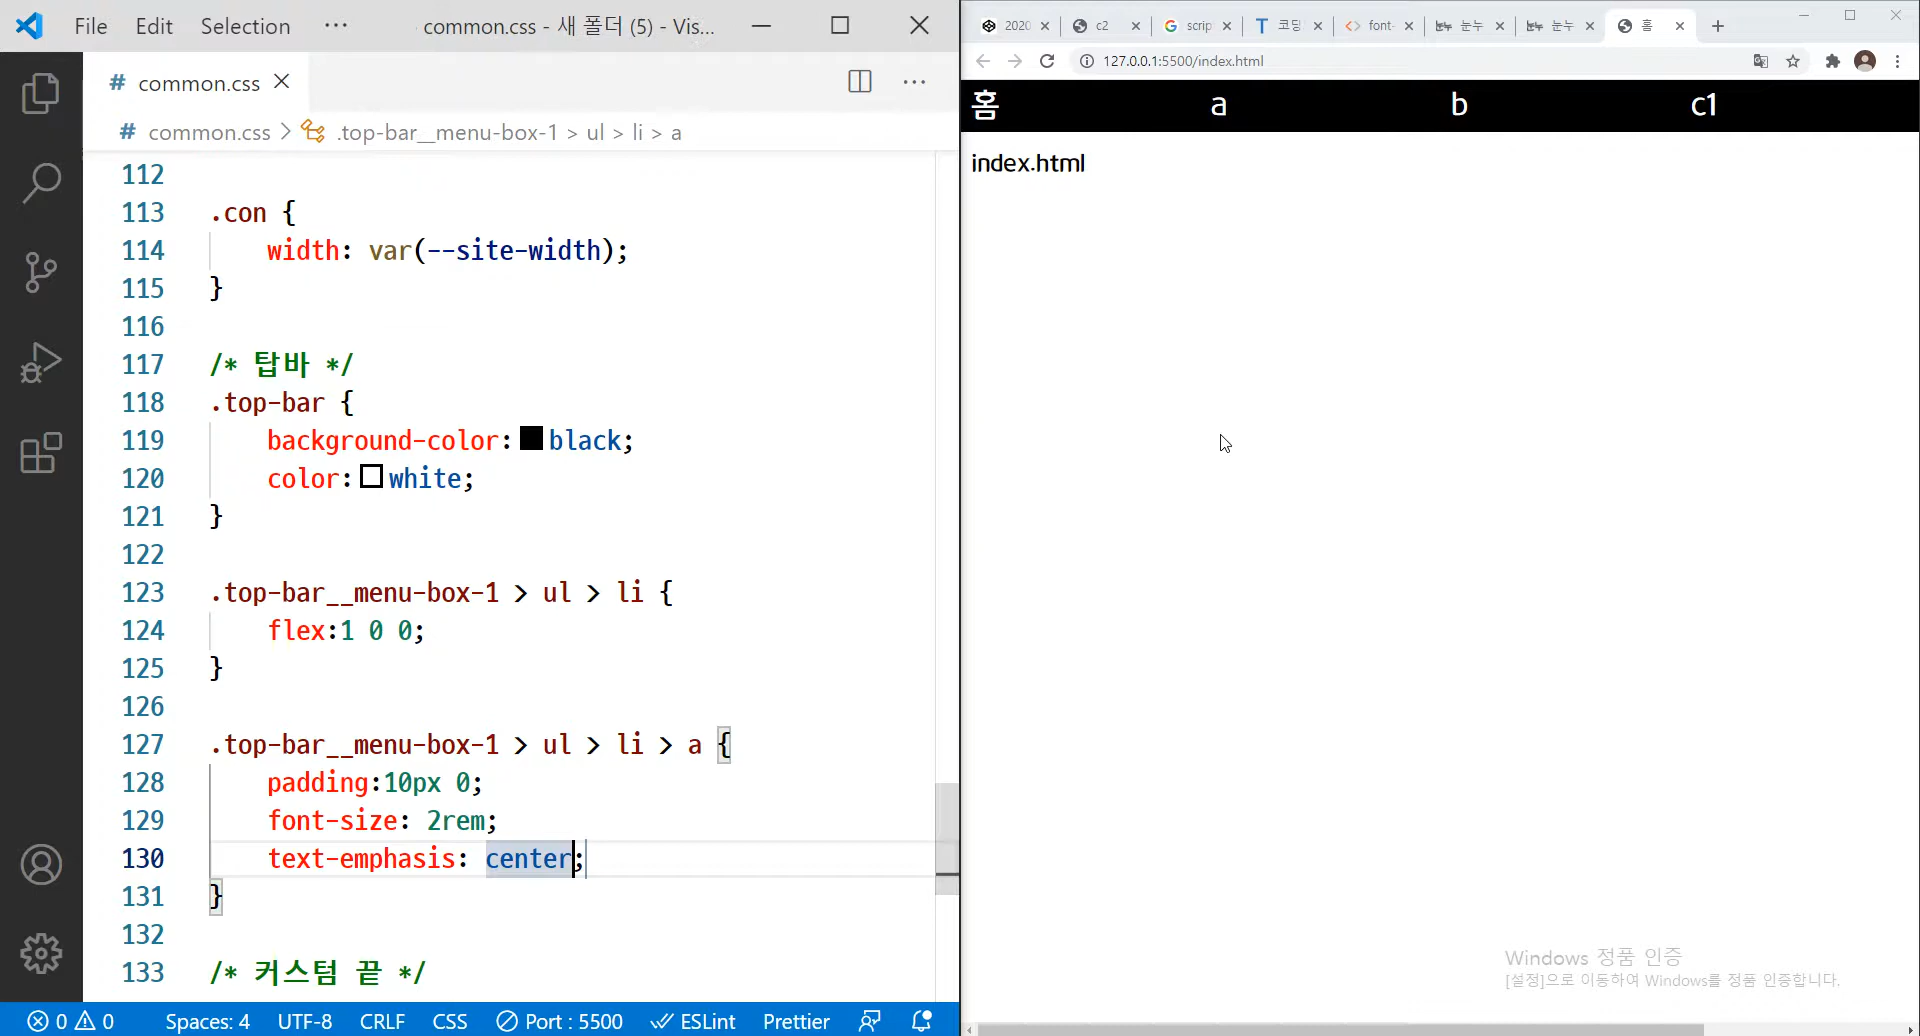 File Edit Selection ··· common.css - 새 폴더 (5) - Vis...
# common.css
# common.css > .top-bar__menu-box-1 > ul > li > a
112
113 .con {
114 width: var(--site-width);
115 }
116
117 /* 탑바 */
118 .top-bar {
119 background-color: black;
120 color: white;
121 }
122
123 .top-bar__menu-box-1 > ul > li {
124 flex:1 0 0;
125 }
126
127 .top-bar__menu-box-1 > ul > li > a {
128 padding:10px 0;
129 font-size: 2rem;
130 text-emphasis: center;
131 }
132
133 /* 커스텀 끝 */
0 0 Spaces: 4 UTF-8 CRLF CSS Port : 5500 ESLint Prettier
2020 c2 scrip 코딩 font- 눈누 눈누 홈
127.0.0.1:5500/index.html
홈 a b c1
index.html
Windows 정품 인증
[설정]으로 이동하여 Windows를 정품 인증합니다.